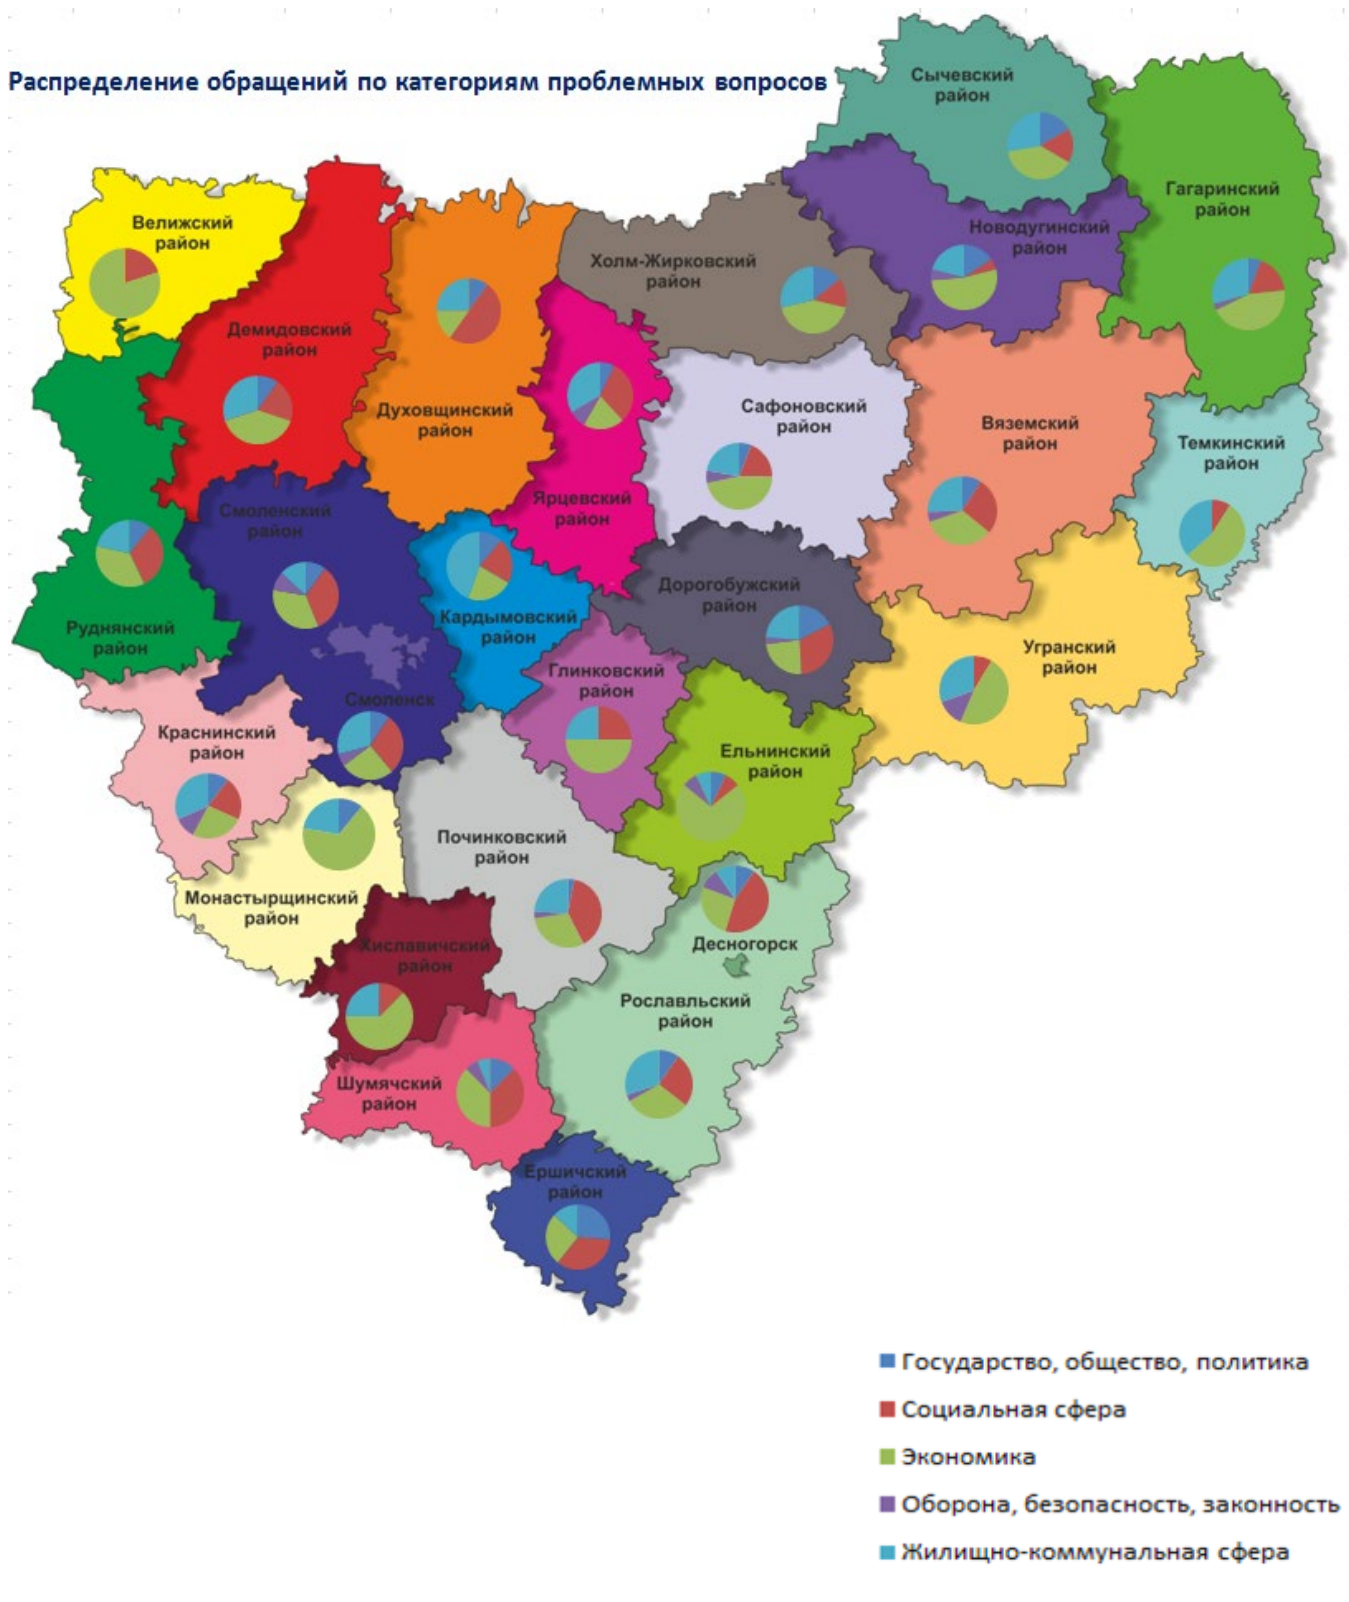 Распределение обращений по категориям проблемных вопросов
Сычевский
район
Гагаринский
район
Велижский
район
Новодугинский
район
Холм-Жирковский
район
Демидовский
район
Духовщинский
район
Сафоновский
район
Вяземский
район
Темкинский
район
Ярцевский
район
Смоленский
район
Дорогобужский
район
Кардымовский
район
Руднянский
район
Угранский
район
Глинковский
район
Смоленск
Краснинский
район
Ельнинский
район
Починковский
район
Монастырщинский
район
Хиславичский
район
Десногорск
Рославльский
район
Шумячский
район
Ершичский
район
Государство, общество, политика
Социальная сфера
Экономика
Оборона, безопасность, законность
Жилищно-коммунальная сфера